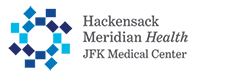 Hackensack
Meridian Health
JFK Medical Center